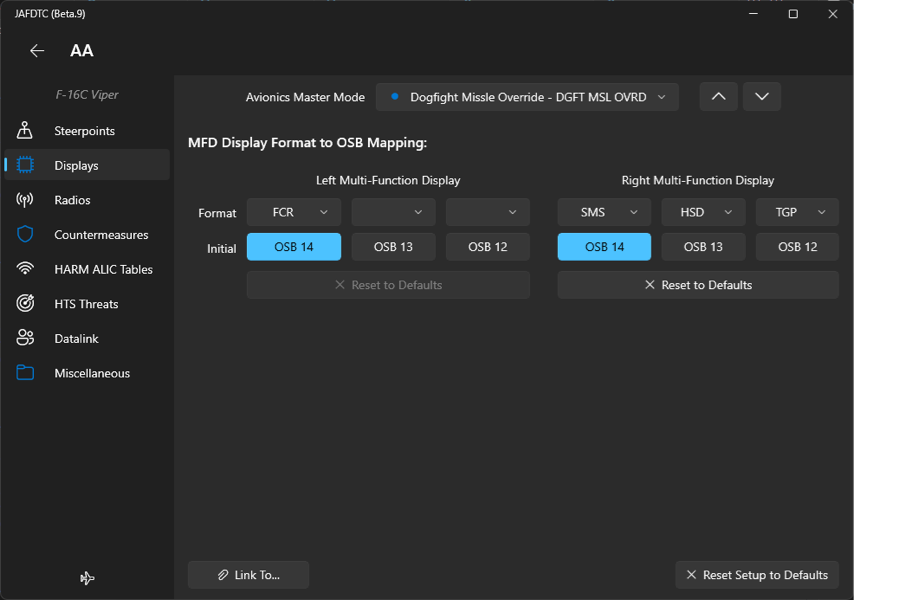 JAFDTC (Beta.9)
AA
F-16C Viper
Steerpoints
Displays
Radios
Countermeasures
HARM ALIC Tables
HTS Threats
Datalink
Miscellaneous
Avionics Master Mode Dogfight Missle Override - DGFT MSL OVRD
MFD Display Format to OSB Mapping:
Left Multi-Function Display Right Multi-Function Display
Format FCR SMS HSD TGP
Initial OSB 14 OSB 13 OSB 12 OSB 14 OSB 13 OSB 12
Reset to Defaults Reset to Defaults
Link To... Reset Setup to Defaults